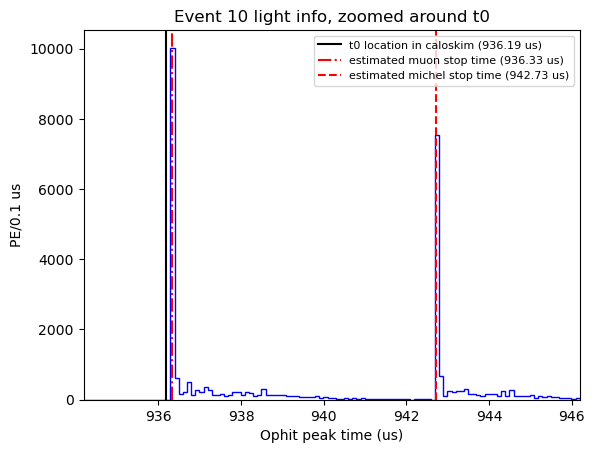 Event 10 light info, zoomed around t0
t0 location in caloskim (936.19 us)
estimated muon stop time (936.33 us)
estimated michel stop time (942.73 us)
PE/0.1 us
10000
8000
6000
4000
2000
0
936 938 940 942 944 946
Ophit peak time (us)